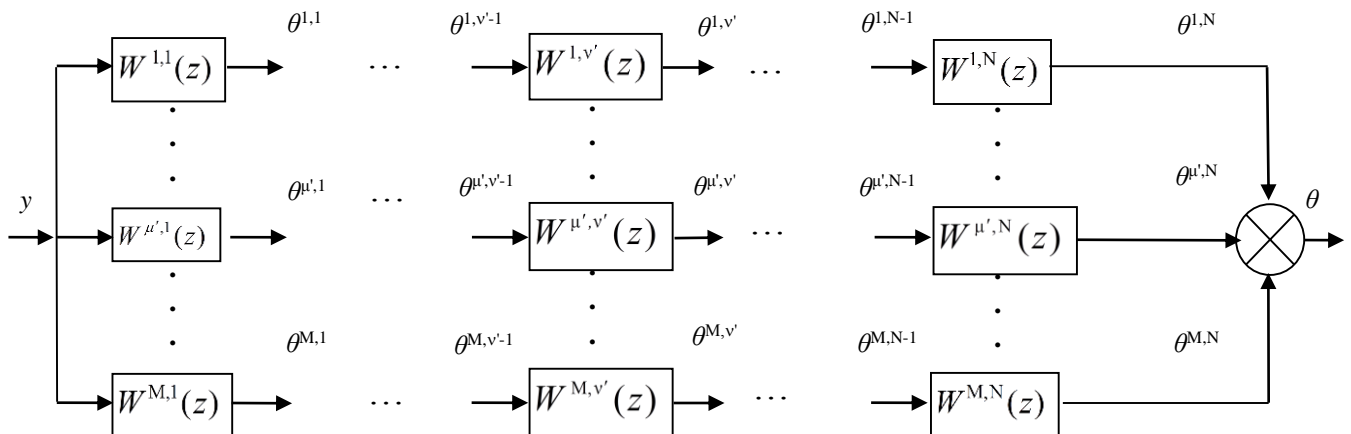 θ^{1,1} θ^{1,ν'-1} θ^{1,ν'} θ^{1,N-1} θ^{1,N}
W^{1,1}(z) … W^{1,ν′}(z) … W^{1,N}(z)
θ^{μ',1} θ^{μ',ν'-1} θ^{μ',ν'} θ^{μ',N-1} θ^{μ',N}
y … θ
W^{μ′,1}(z) W^{μ′,ν′}(z) … W^{μ′,N}(z)
θ^{M,1} θ^{M,ν'-1} θ^{M,ν'} θ^{M,N-1} θ^{M,N}
W^{M,1}(z) … W^{M,ν′}(z) … W^{M,N}(z)